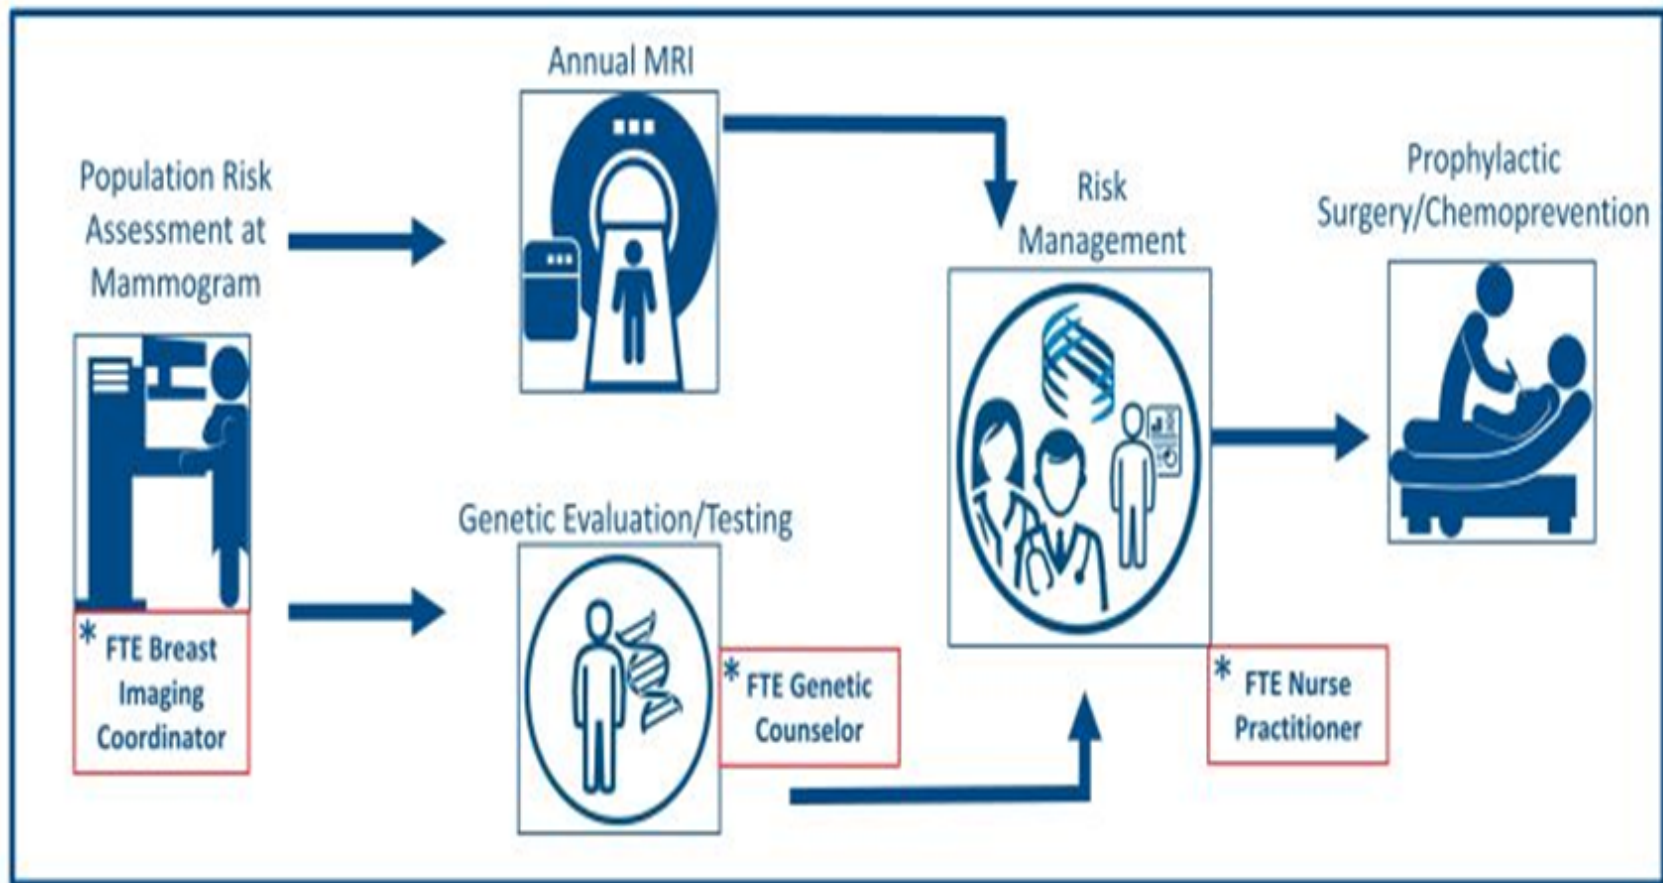 Annual MRI
Population Risk
Assessment at
Mammogram
Risk
Management
Prophylactic
Surgery/Chemoprevention
Genetic Evaluation/Testing
* FTE Breast
Imaging
Coordinator
* FTE Genetic
Counselor
* FTE Nurse
Practitioner